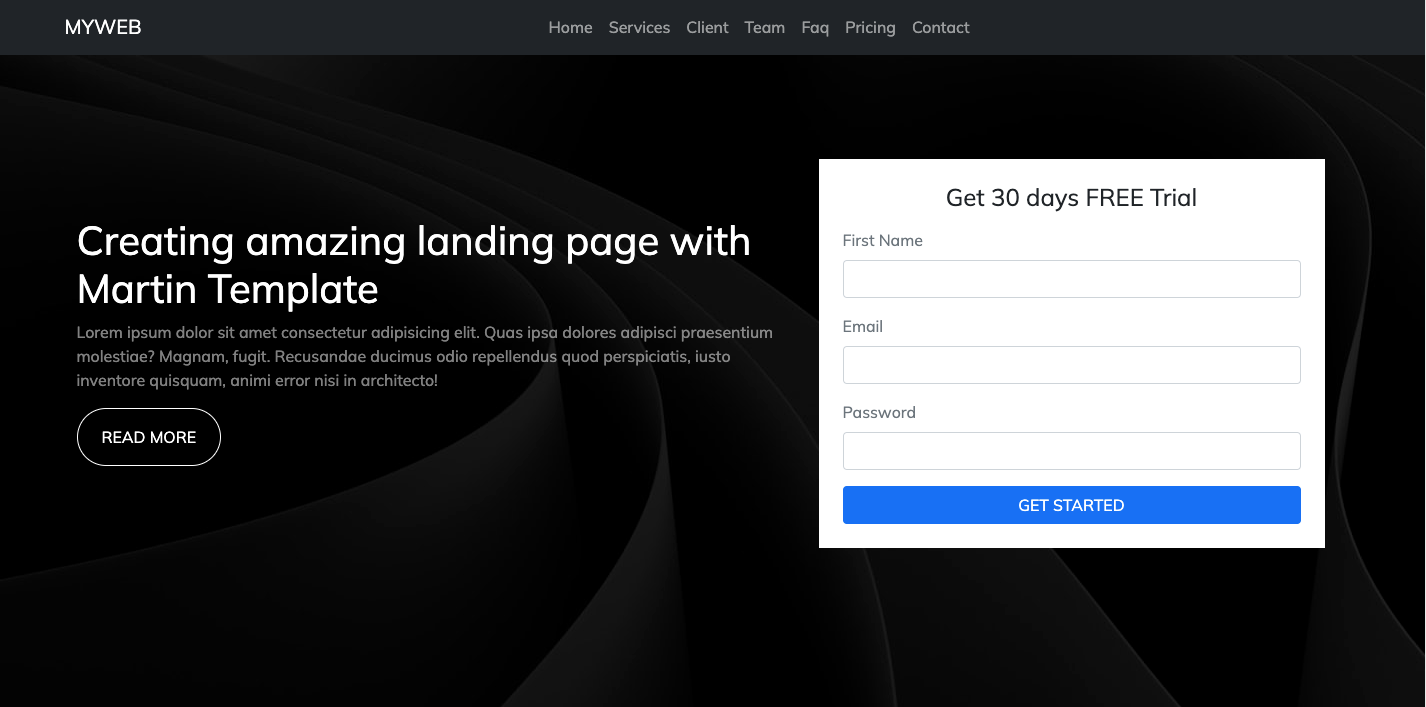 MYWEB
Home Services Client Team Faq Pricing Contact
Creating amazing landing page with
Martin Template
Lorem ipsum dolor sit amet consectetur adipisicing elit. Quas ipsa dolores adipisci praesentium
molestiae? Magnam, fugit. Recusandae ducimus odio repellendus quod perspiciatis, iusto
inventore quisquam, animi error nisi in architecto!
READ MORE
Get 30 days FREE Trial
First Name
Email
Password
GET STARTED